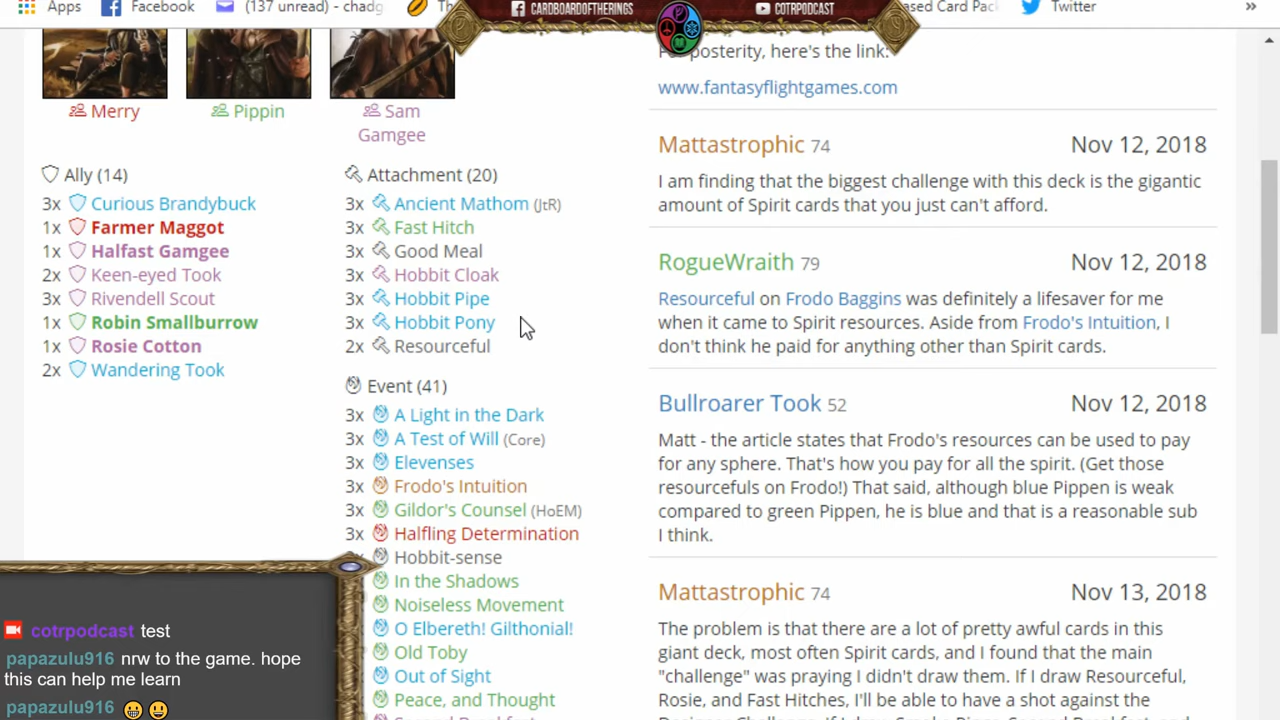 Apps Facebook (137 unread) - chadg Th ased Card Pack Twitter »
CARDBOARDOFTHERINGS COTRPODCAST
Merry Pippin Sam Gamgee
Ally (14)
3x Curious Brandybuck
1x Farmer Maggot
1x Halfast Gamgee
2x Keen-eyed Took
3x Rivendell Scout
1x Robin Smallburrow
1x Rosie Cotton
2x Wandering Took
Attachment (20)
3x Ancient Mathom (JtR)
3x Fast Hitch
3x Good Meal
3x Hobbit Cloak
3x Hobbit Pipe
3x Hobbit Pony
2x Resourceful
Event (41)
3x A Light in the Dark
3x A Test of Will (Core)
3x Elevenses
3x Frodo's Intuition
3x Gildor's Counsel (HoEM)
3x Halfling Determination
Hobbit-sense
In the Shadows
Noiseless Movement
O Elbereth! Gilthonial!
Old Toby
Out of Sight
Peace, and Thought
posterity, here's the link:
www.fantasyflightgames.com
Mattastrophic 74 Nov 12, 2018
I am finding that the biggest challenge with this deck is the gigantic
amount of Spirit cards that you just can't afford.
RogueWraith 79 Nov 12, 2018
Resourceful on Frodo Baggins was definitely a lifesaver for me
when it came to Spirit resources. Aside from Frodo's Intuition, I
don't think he paid for anything other than Spirit cards.
Bullroarer Took 52 Nov 12, 2018
Matt - the article states that Frodo's resources can be used to pay
for any sphere. That's how you pay for all the spirit. (Get those
resourcefuls on Frodo!) That said, although blue Pippen is weak
compared to green Pippen, he is blue and that is a reasonable sub
I think.
Mattastrophic 74 Nov 13, 2018
The problem is that there are a lot of pretty awful cards in this
giant deck, most often Spirit cards, and I found that the main
"challenge" was praying I didn't draw them. If I draw Resourceful,
Rosie, and Fast Hitches, I'll be able to have a shot against the
cotrpodcast test
papazulu916 nrw to the game. hope
this can help me learn
papazulu916